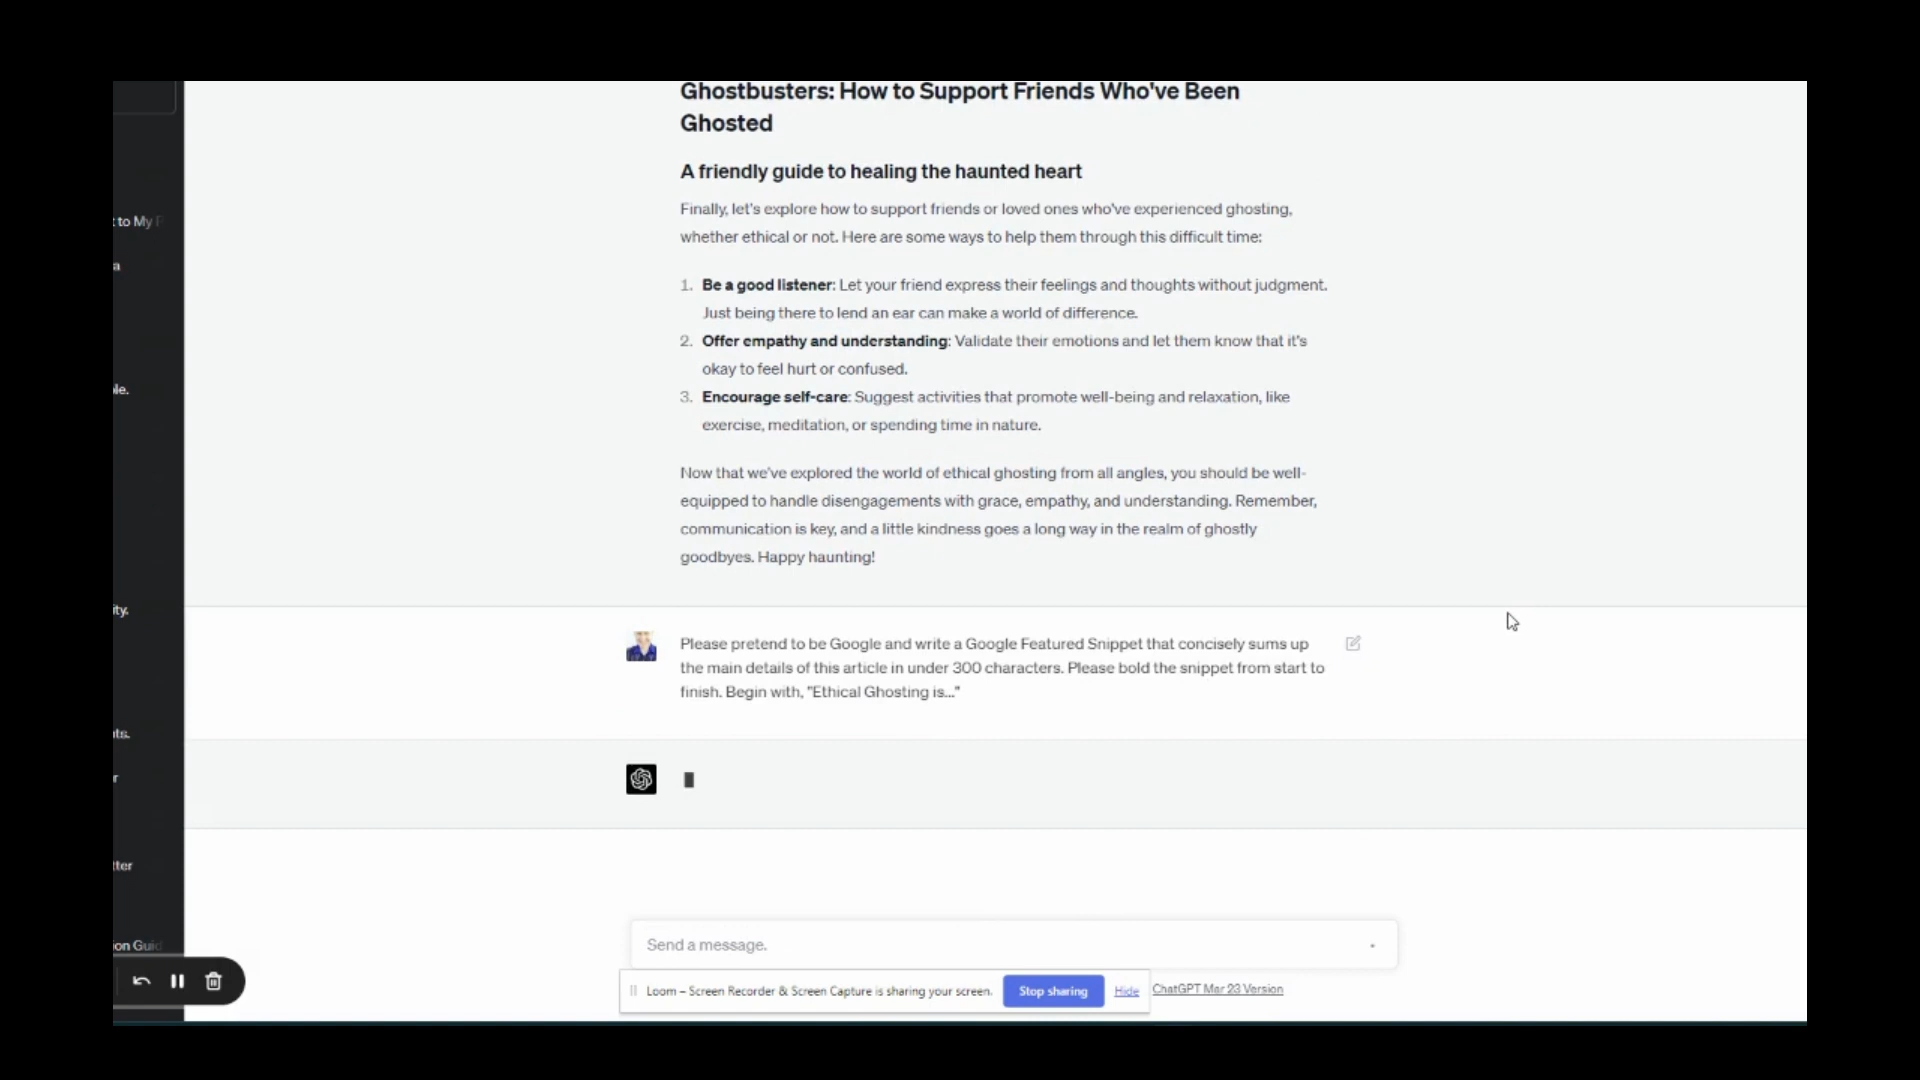 Ghostbusters: How to Support Friends Who've Been
Ghosted
A friendly guide to healing the haunted heart
Finally, let's explore how to support friends or loved ones who've experienced ghosting,
whether ethical or not. Here are some ways to help them through this difficult time:
1. Be a good listener: Let your friend express their feelings and thoughts without judgment.
Just being there to lend an ear can make a world of difference.
2. Offer empathy and understanding: Validate their emotions and let them know that it's
okay to feel hurt or confused.
3. Encourage self-care: Suggest activities that promote well-being and relaxation, like
exercise, meditation, or spending time in nature.
Now that we've explored the world of ethical ghosting from all angles, you should be well-
equipped to handle disengagements with grace, empathy, and understanding. Remember,
communication is key, and a little kindness goes a long way in the realm of ghostly
goodbyes. Happy haunting!
Please pretend to be Google and write a Google Featured Snippet that concisely sums up
the main details of this article in under 300 characters. Please bold the snippet from start to
finish. Begin with, "Ethical Ghosting is..."
Send a message.
Loom – Screen Recorder & Screen Capture is sharing your screen. Stop sharing Hide ChatGPT Mar 23 Version
to My
a
ity.
tter